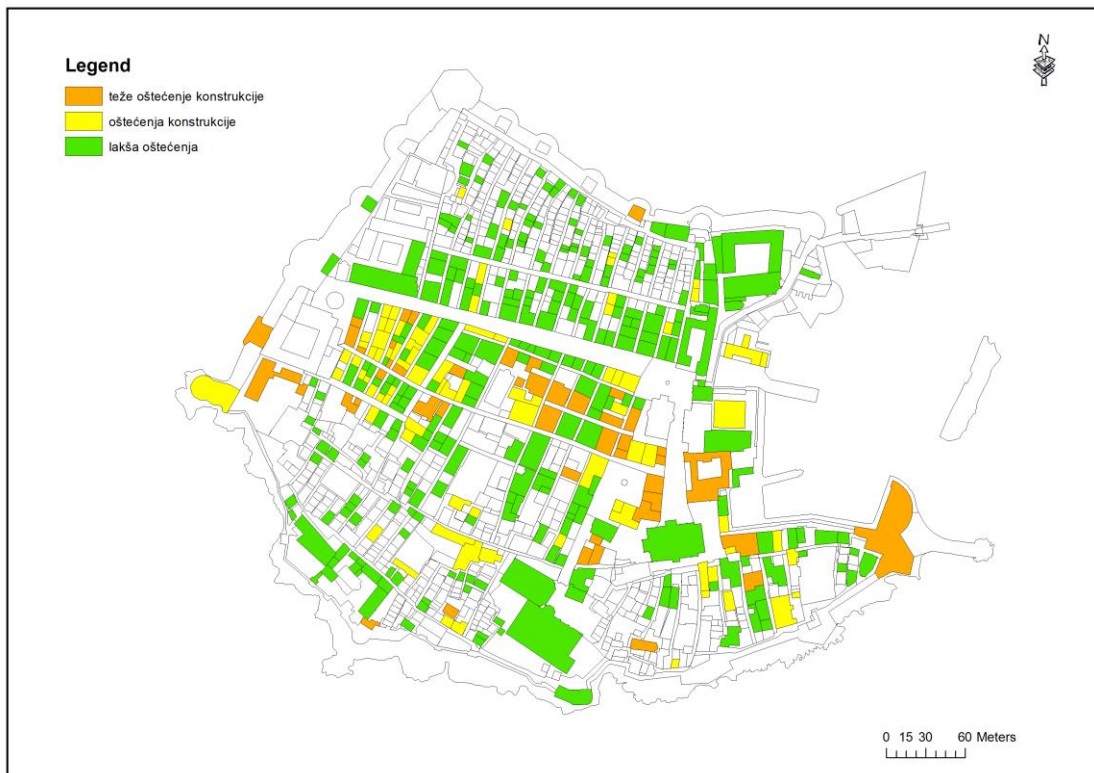 Legend
teže oštećenje konstrukcije
oštećenja konstrukcije
lakša oštećenja
N
0 15 30 60 Meters